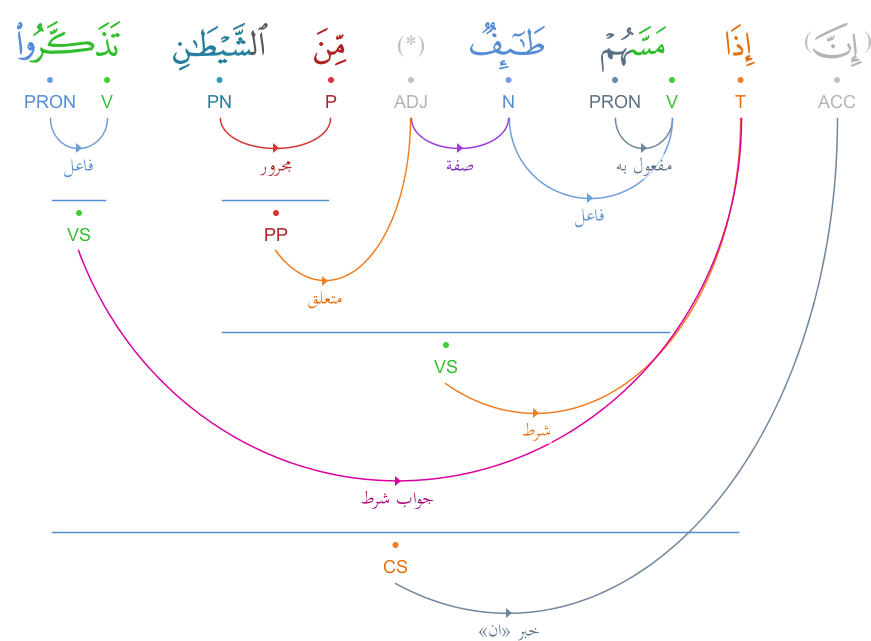 (إِنَّ) إِذَا مَسَّهُمْ طَٰٓئِفٌ (*) مِّنَ ٱلشَّيْطَٰنِ تَذَكَّرُوا۟
ACC T V PRON N ADJ P PN V PRON
مفعول به صفة مجرور فاعل
فاعل
PP VS
متعلق
VS
شرط
جواب شرط
CS
خبر «ان»